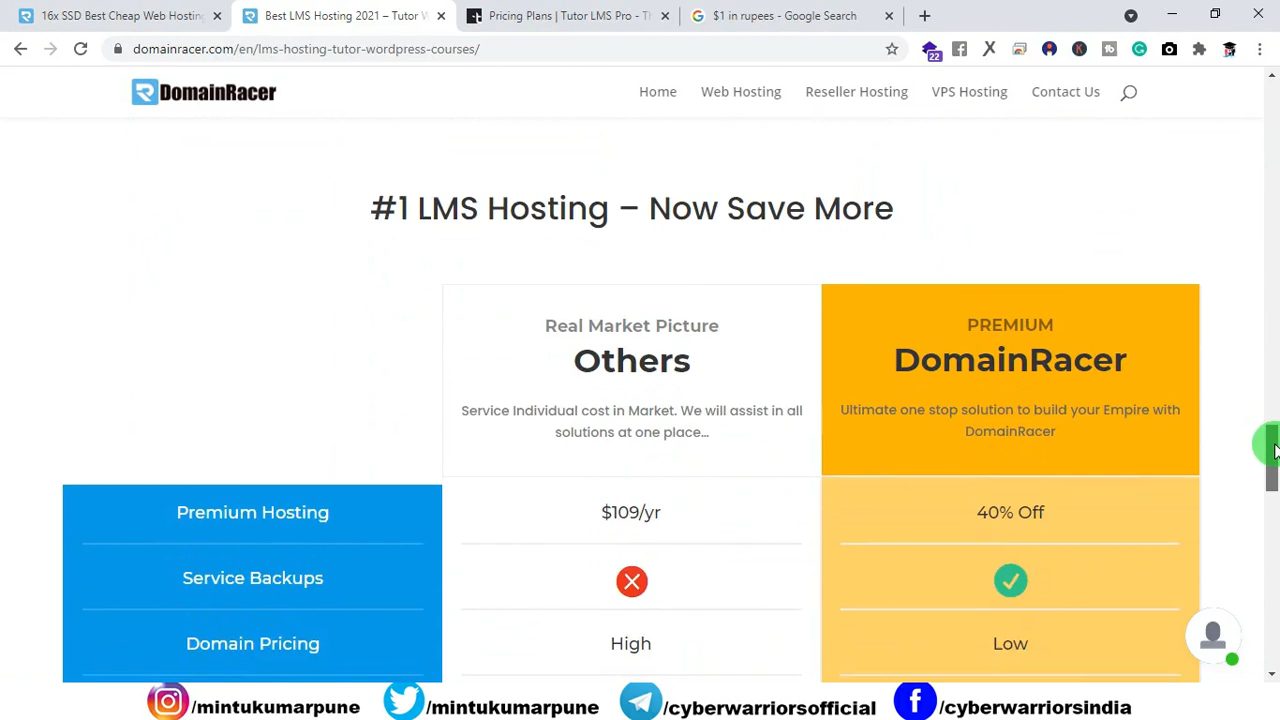 16x SSD Best Cheap Web Hosting
Best LMS Hosting 2021 – Tutor W
Pricing Plans | Tutor LMS Pro - Th
$1 in rupees - Google Search
domainracer.com/en/lms-hosting-tutor-wordpress-courses/
22
DomainRacer
Home
Web Hosting
Reseller Hosting
VPS Hosting
Contact Us
#1 LMS Hosting – Now Save More
Real Market Picture
Others
Service Individual cost in Market. We will assist in all
solutions at one place...
PREMIUM
DomainRacer
Ultimate one stop solution to build your Empire with
DomainRacer
Premium Hosting
$109/yr
40% Off
Service Backups
Domain Pricing
High
Low
/mintukumarpune
/mintukumarpune
/cyberwarriorsofficial
/cyberwarriorsindia